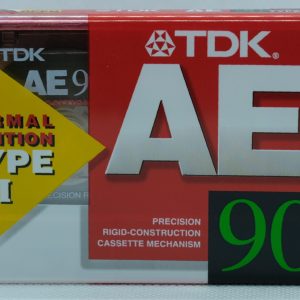 TDK
AE 9
TDK®
AE
RMAL
ITION
YPE
I
PRECISION
RIGID-CONSTRUCTION
CASSETTE MECHANISM
90